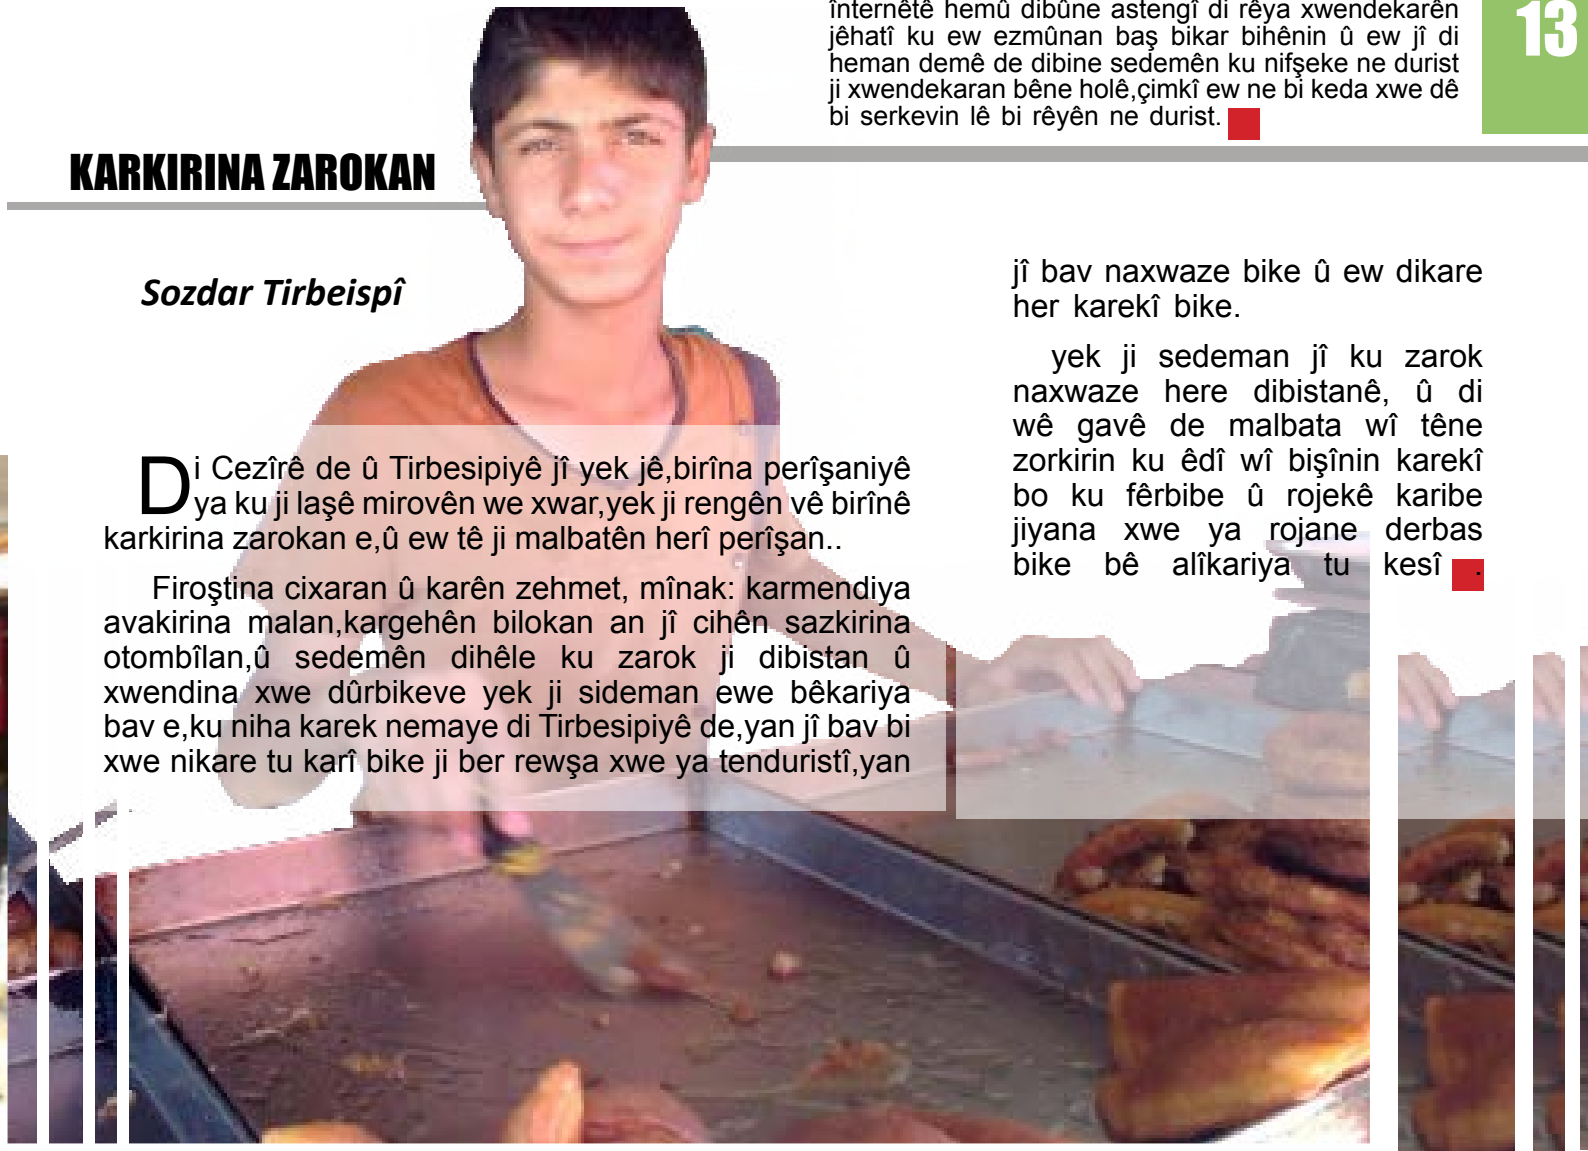 înternêtê hemû dibûne astengî di rêya xwendekarên
jêhatî ku ew ezmûnan baş bikar bihênin û ew jî di
heman demê de dibine sedemên ku nifşeke ne durist
ji xwendekaran bêne holê,çimkî ew ne bi keda xwe dê
bi serkevin lê bi rêyên ne durist.
13
KARKIRINA ZAROKAN
Sozdar Tirbeispî
Di Cezîrê de û Tirbesipiyê jî yek jê,birîna perîşaniyê
ya ku ji laşê mirovên we xwar,yek ji rengên vê birînê
karkirina zarokan e,û ew tê ji malbatên herî perîşan..
Firoştina cixaran û karên zehmet, mînak: karmendiya
avakirina malan,kargehên bilokan an jî cihên sazkirina
otombîlan,û sedemên dihêle ku zarok ji dibistan û
xwendina xwe dûrbikeve yek ji sideman ewe bêkariya
bav e,ku niha karek nemaye di Tirbesipiyê de,yan jî bav bi
xwe nikare tu karî bike ji ber rewşa xwe ya tenduristî,yan
jî bav naxwaze bike û ew dikare
her karekî bike.
yek ji sedeman jî ku zarok
naxwaze here dibistanê, û di
wê gavê de malbata wî têne
zorkirin ku êdî wî bişînin karekî
bo ku fêrbibe û rojekê karibe
jiyana xwe ya rojane derbas
bike bê alîkariya tu kesî .